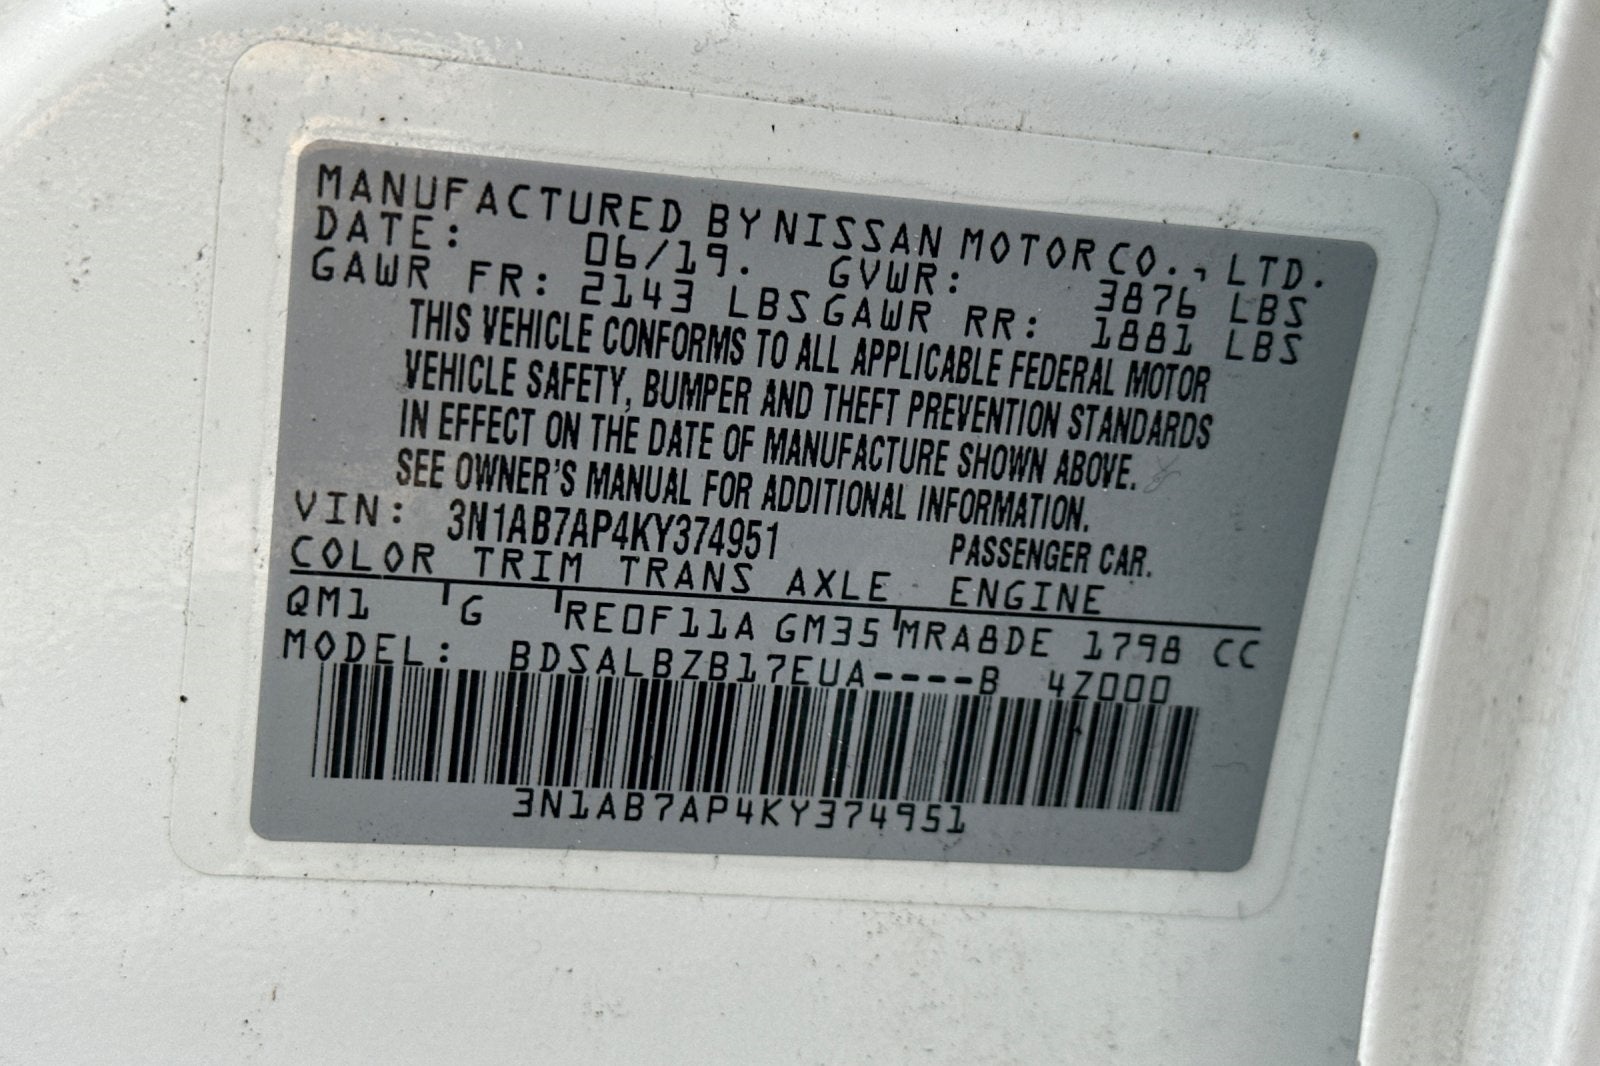 MANUFACTURED BY NISSAN MOTOR CO., LTD.
DATE: 06/19. GVWR: 3876 LBS
GAWR FR: 2143 LBS GAWR RR: 1881 LBS
THIS VEHICLE CONFORMS TO ALL APPLICABLE FEDERAL MOTOR
VEHICLE SAFETY, BUMPER AND THEFT PREVENTION STANDARDS
IN EFFECT ON THE DATE OF MANUFACTURE SHOWN ABOVE.
SEE OWNER'S MANUAL FOR ADDITIONAL INFORMATION.
VIN: 3N1AB7AP4KY374951 PASSENGER CAR.
COLOR TRIM TRANS AXLE ENGINE
QM1 G RE0F11A GM35 MRA8DE 1798 CC
MODEL: BDSALBZB17EUA----B 4Z000
3N1AB7AP4KY374951